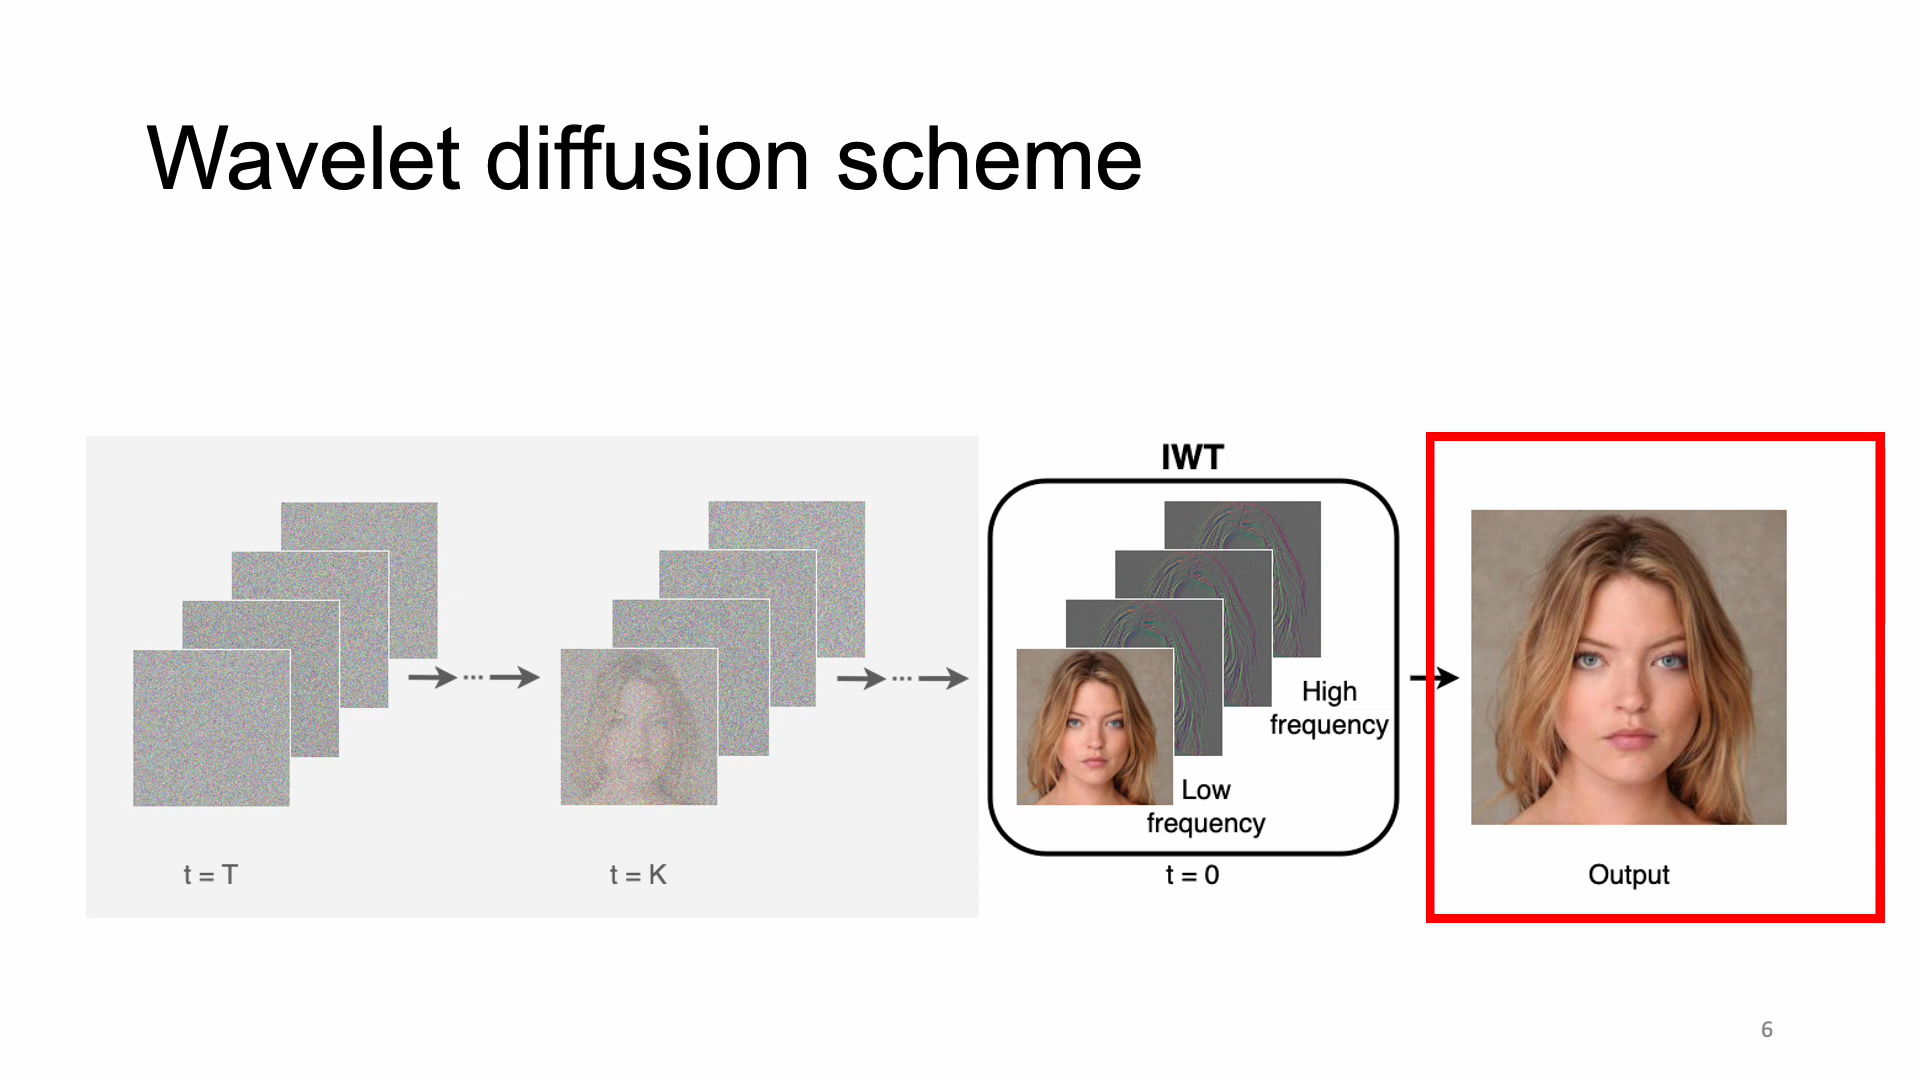 Wavelet diffusion scheme
IWT
High
frequency
Low
frequency
t = T
t = K
t = 0
Output
6